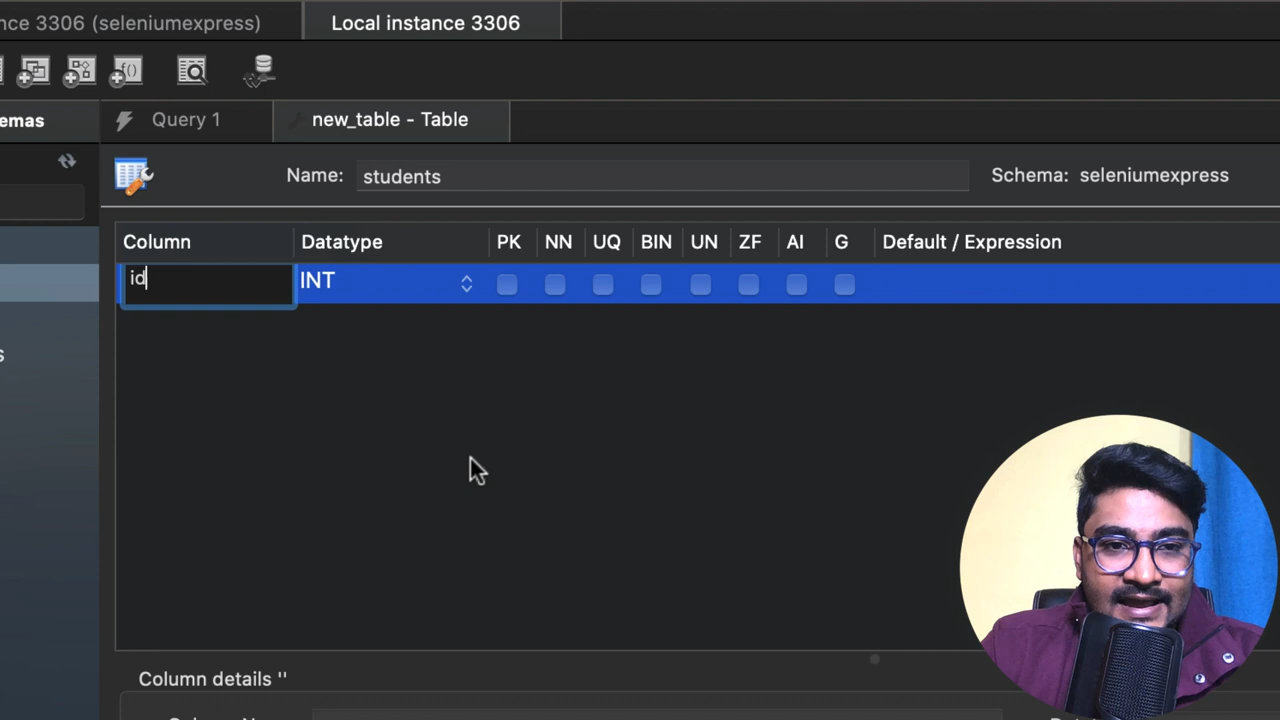 nce 3306 (seleniumexpress)
Local instance 3306
f()
emas
Query 1
new_table - Table
Name:
students
Schema:
seleniumexpress
Column
Datatype
PK
NN
UQ
BIN
UN
ZF
AI
G
Default / Expression
id
INT
s
Column details ''